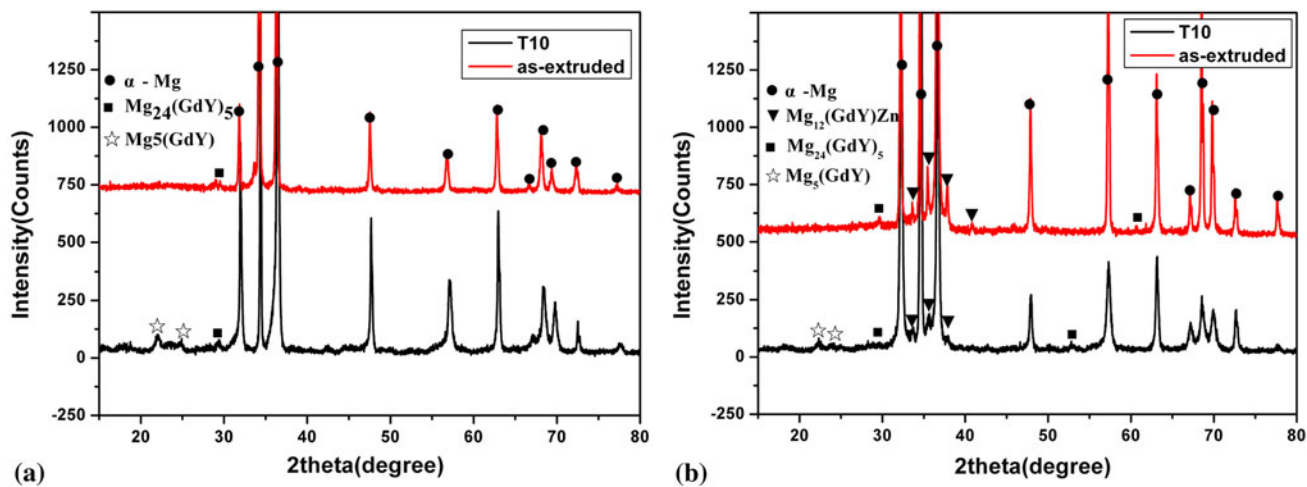 T10
as-extruded
α - Mg
Mg24(GdY)5
Mg5(GdY)
Intensity(Counts)
1250
1000
750
500
250
0
-250
20 30 40 50 60 70 80
2theta(degree)
(a)
T10
as-extruded
α -Mg
Mg12(GdY)Zn
Mg24(GdY)5
Mg5(GdY)
Intensity(Counts)
1250
1000
750
500
250
0
-250
20 30 40 50 60 70 80
2theta(degree)
(b)